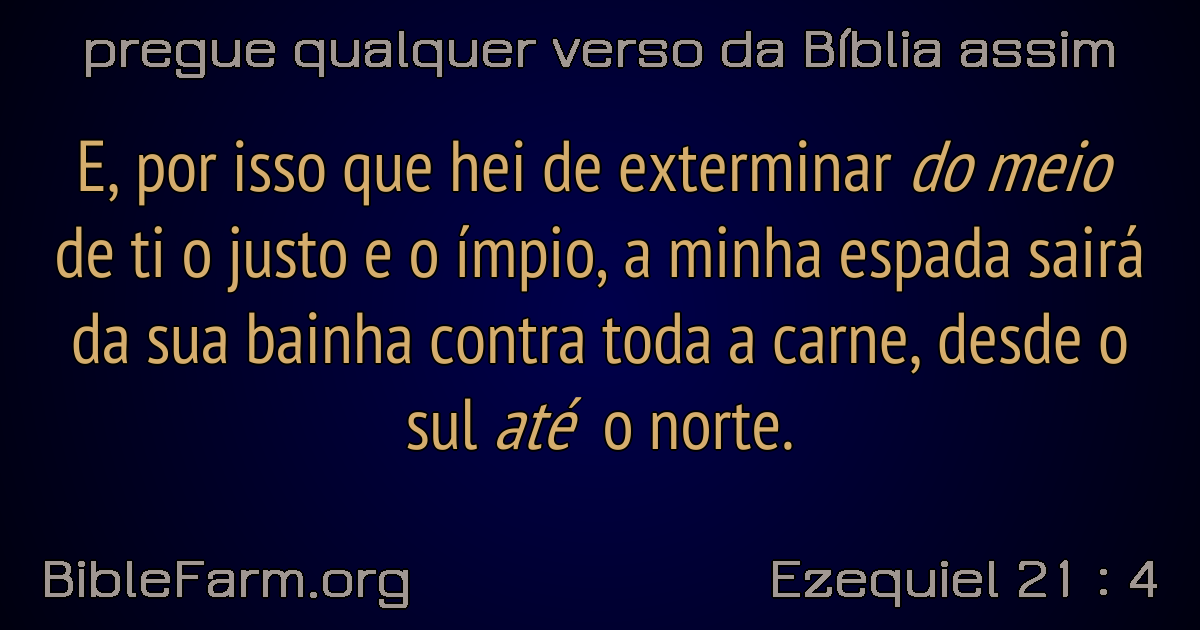 pregue qualquer verso da Bíblia assim
E, por isso que hei de exterminar do meio
de ti o justo e o ímpio, a minha espada sairá
da sua bainha contra toda a carne, desde o
sul até o norte.
BibleFarm.org
Ezequiel 21 : 4